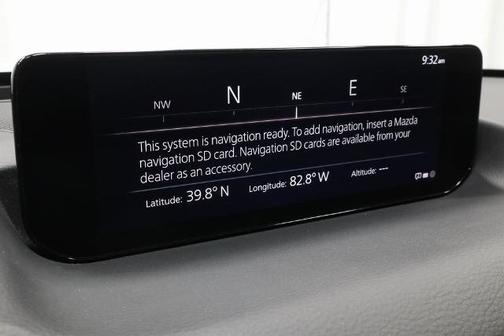 9:32am
NW N NE E SE
This system is navigation ready. To add navigation, insert a Mazda
navigation SD card. Navigation SD cards are available from your
dealer as an accessory.
Latitude: 39.8° N Longitude: 82.8° W Altitude: ---